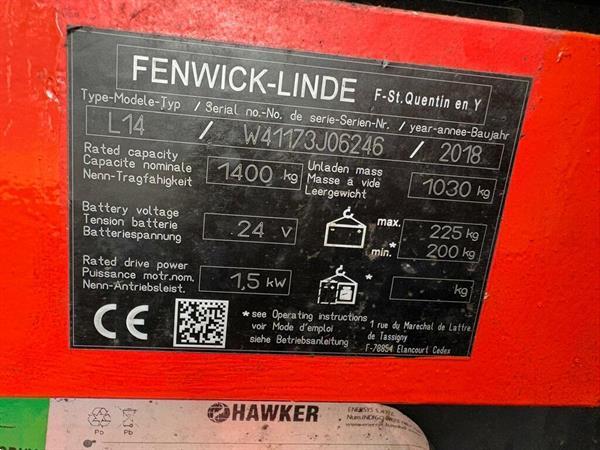 FENWICK-LINDE F-St.Quentin en Y
Type-Modele-Typ / Serial no.-No. de serie-Serien-Nr. / year-annee-Baujahr
L14 / W41173J06246 / 2018
Rated capacity
Capacite nominale
Nenn-Tragfähigkeit
1400 kg
Unladen mass
Masse à vide
Leergewicht
1030 kg
Battery voltage
Tension batterie
Batteriespannung
24 V
max. 225 kg
min.* 200 kg
Rated drive power
Puissance motr.nom.
Nenn-Antriebsleist.
1,5 kW
* kg
CE
* see Operating instructions
voir Mode d'emploi
siehe Betriebsanleitung
1 rue du Marechal de Lattre
de Tassigny
F-78854 Elancourt Cedex
HAWKER
Pb Pb